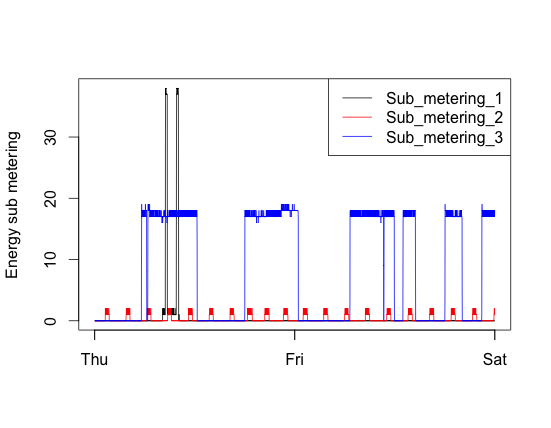 Sub_metering_1
Sub_metering_2
Sub_metering_3
Energy sub metering
30
20
10
0
Thu Fri Sat